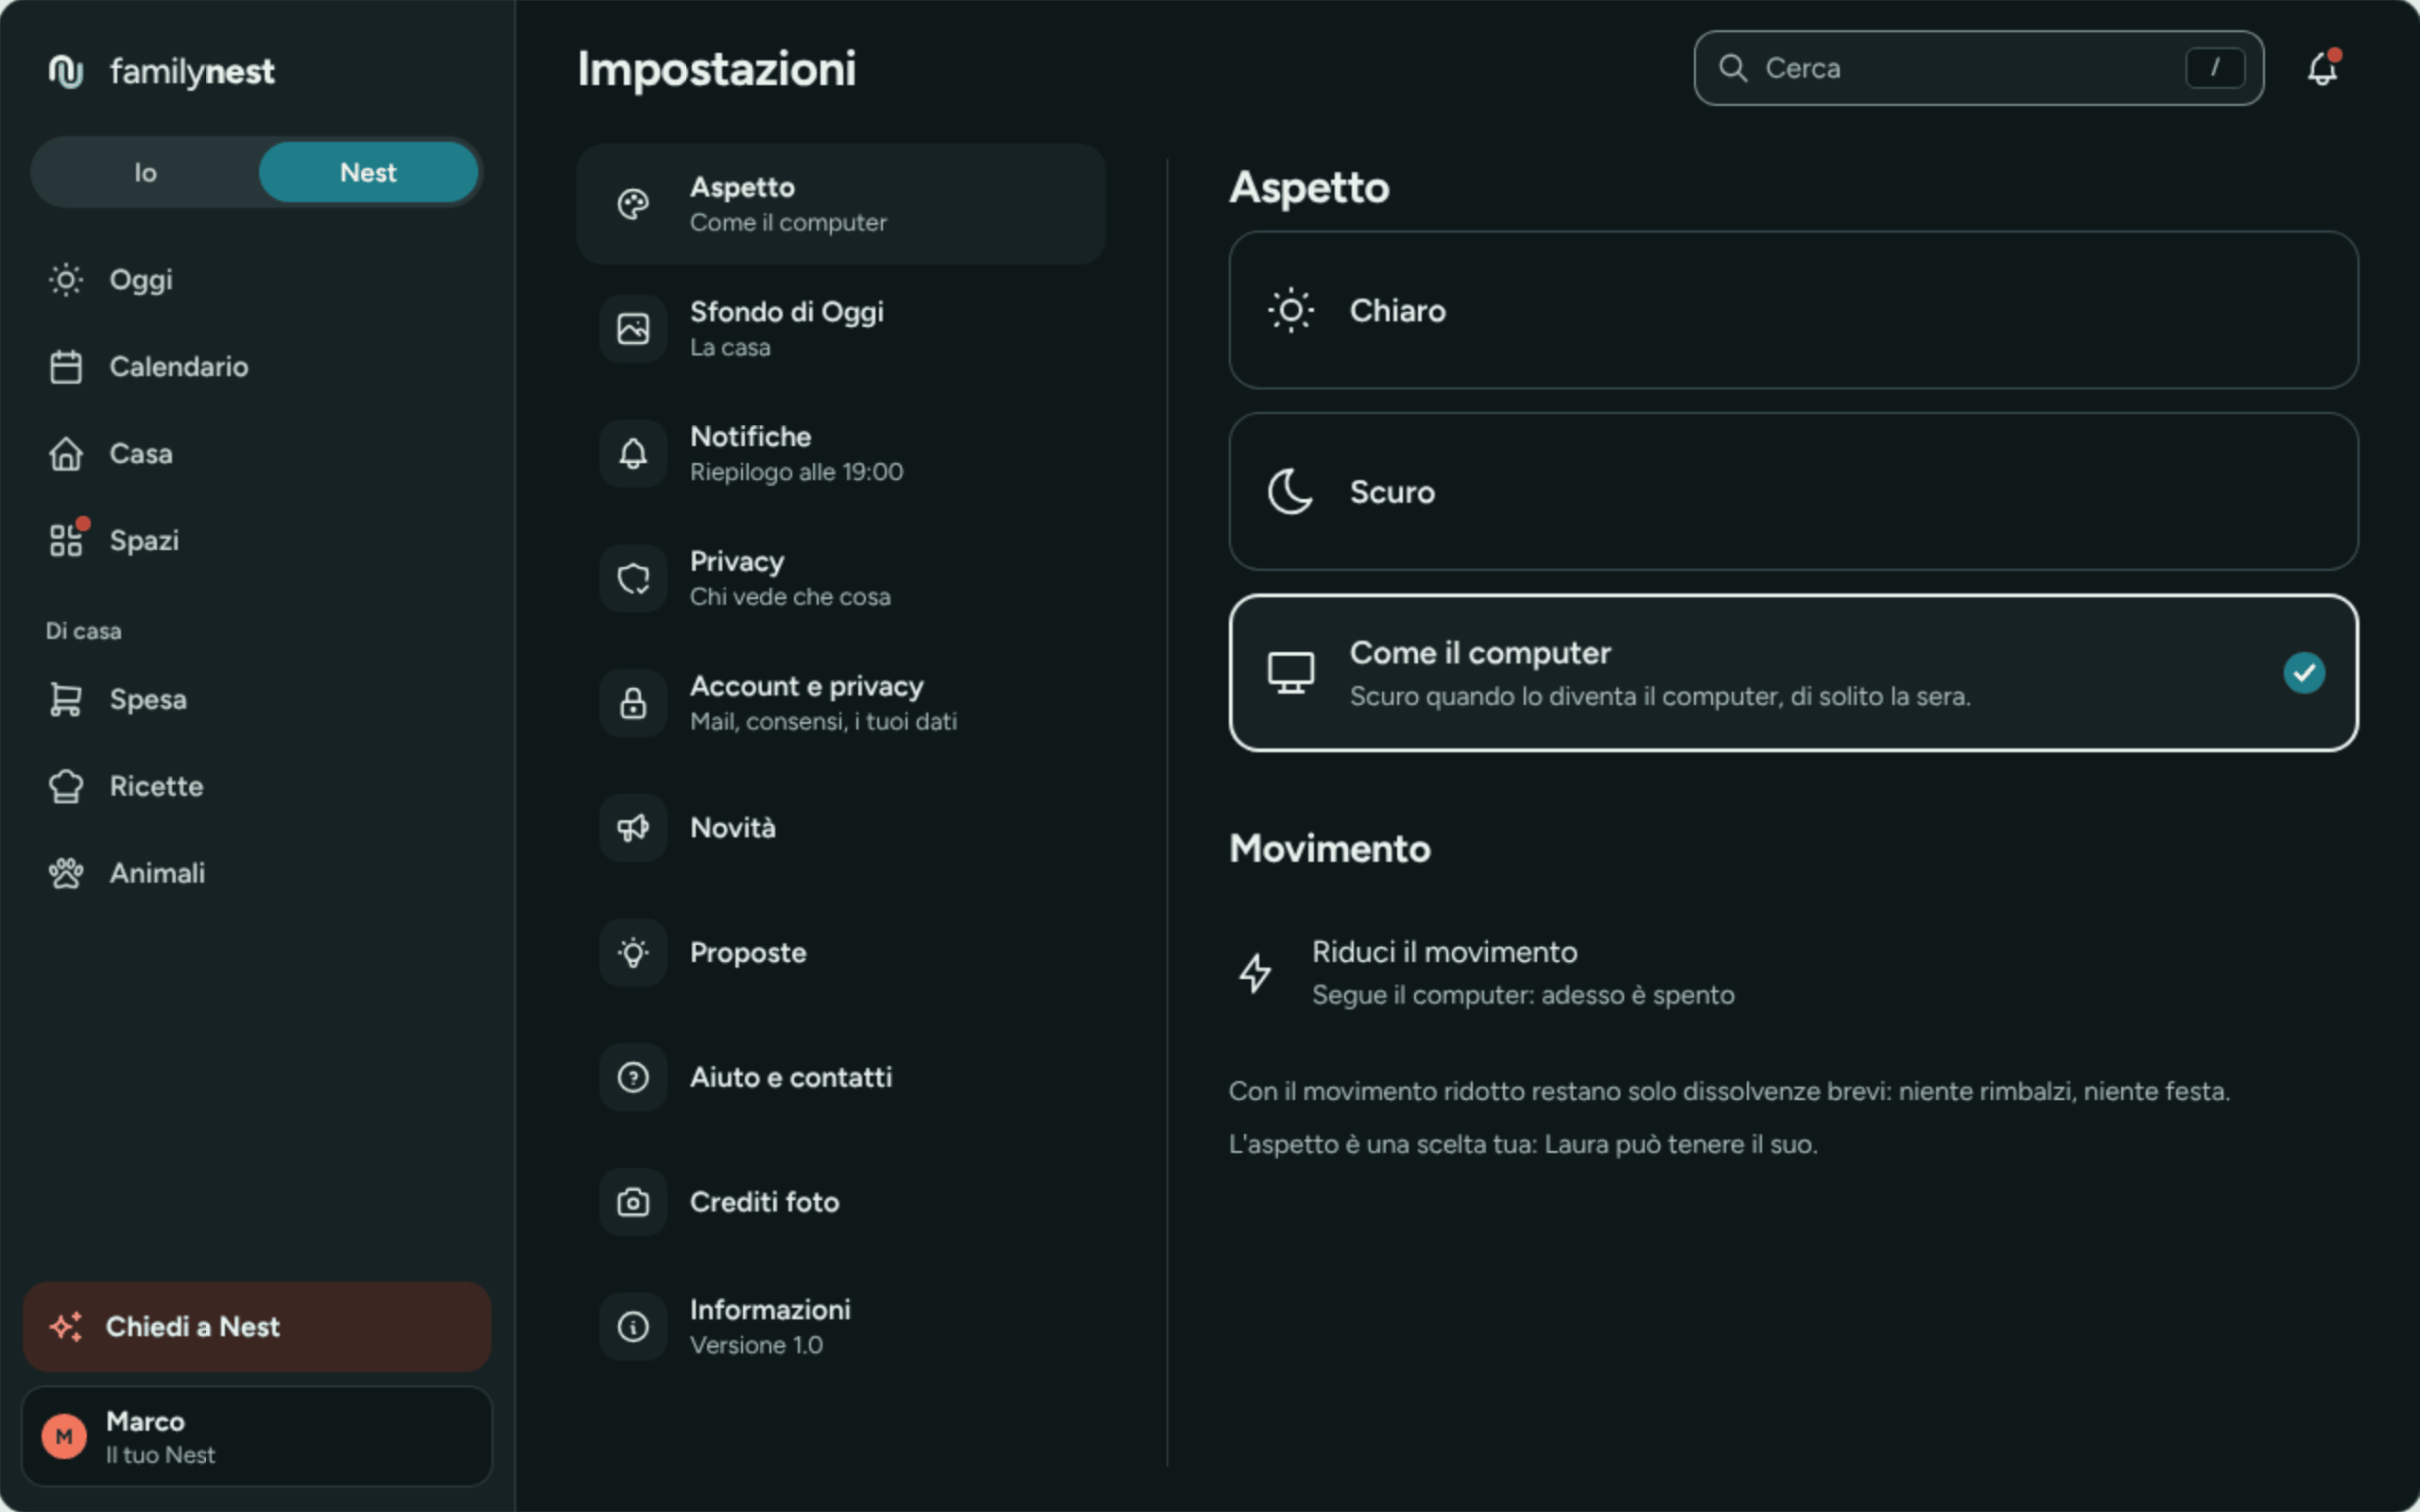 familynest
Io
Nest
Oggi
Calendario
Casa
Spazi
Di casa
Spesa
Ricette
Animali
Chiedi a Nest
M
Marco
Il tuo Nest
Impostazioni
Cerca
/
Aspetto
Come il computer
Sfondo di Oggi
La casa
Notifiche
Riepilogo alle 19:00
Privacy
Chi vede che cosa
Account e privacy
Mail, consensi, i tuoi dati
Novità
Proposte
Aiuto e contatti
Crediti foto
Informazioni
Versione 1.0
Aspetto
Chiaro
Scuro
Come il computer
Scuro quando lo diventa il computer, di solito la sera.
Movimento
Riduci il movimento
Segue il computer: adesso è spento
Con il movimento ridotto restano solo dissolvenze brevi: niente rimbalzi, niente festa.
L'aspetto è una scelta tua: Laura può tenere il suo.